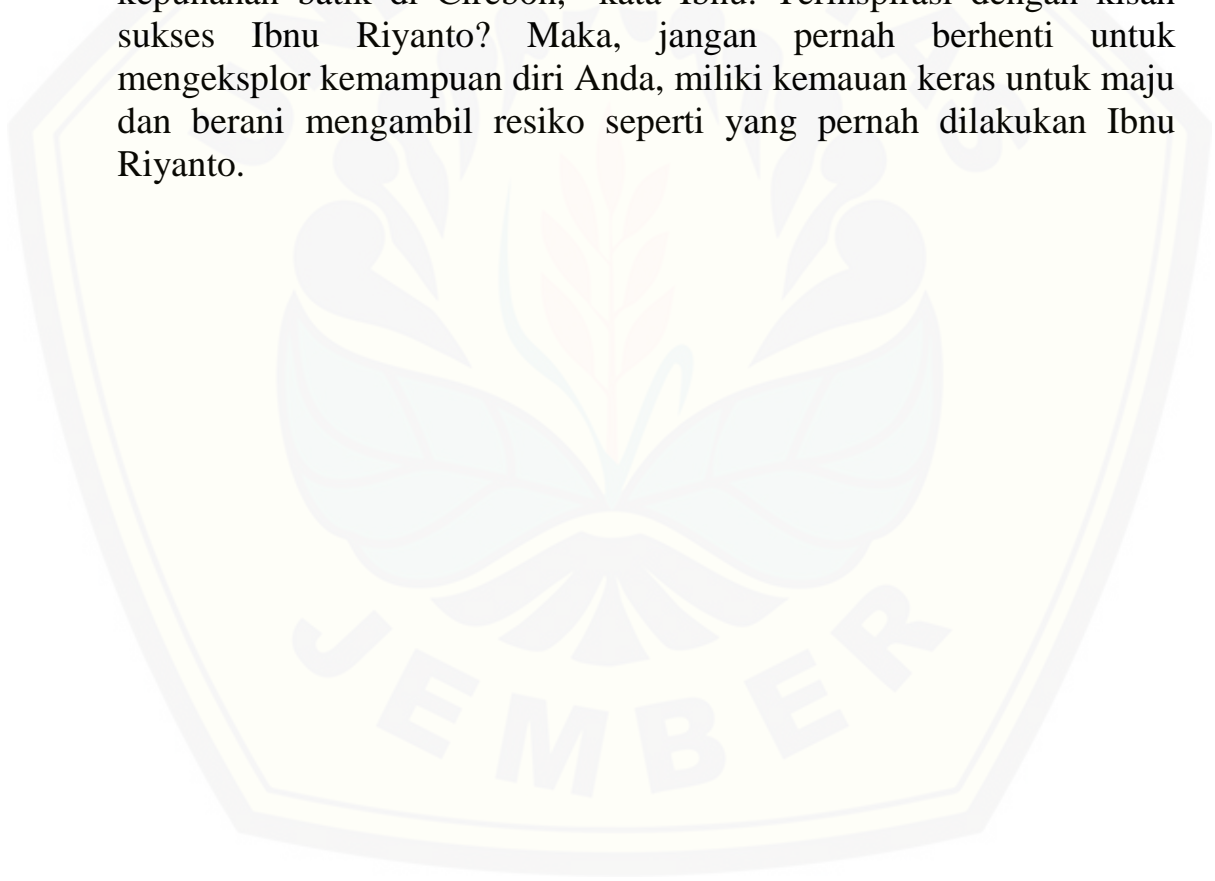 kepunahan batik di Cirebon," kata Ibnu. Terinspirasi dengan kisah
sukses Ibnu Riyanto? Maka, jangan pernah berhenti untuk
mengeksplor kemampuan diri Anda, miliki kemauan keras untuk maju
dan berani mengambil resiko seperti yang pernah dilakukan Ibnu
Riyanto.
JEMBER